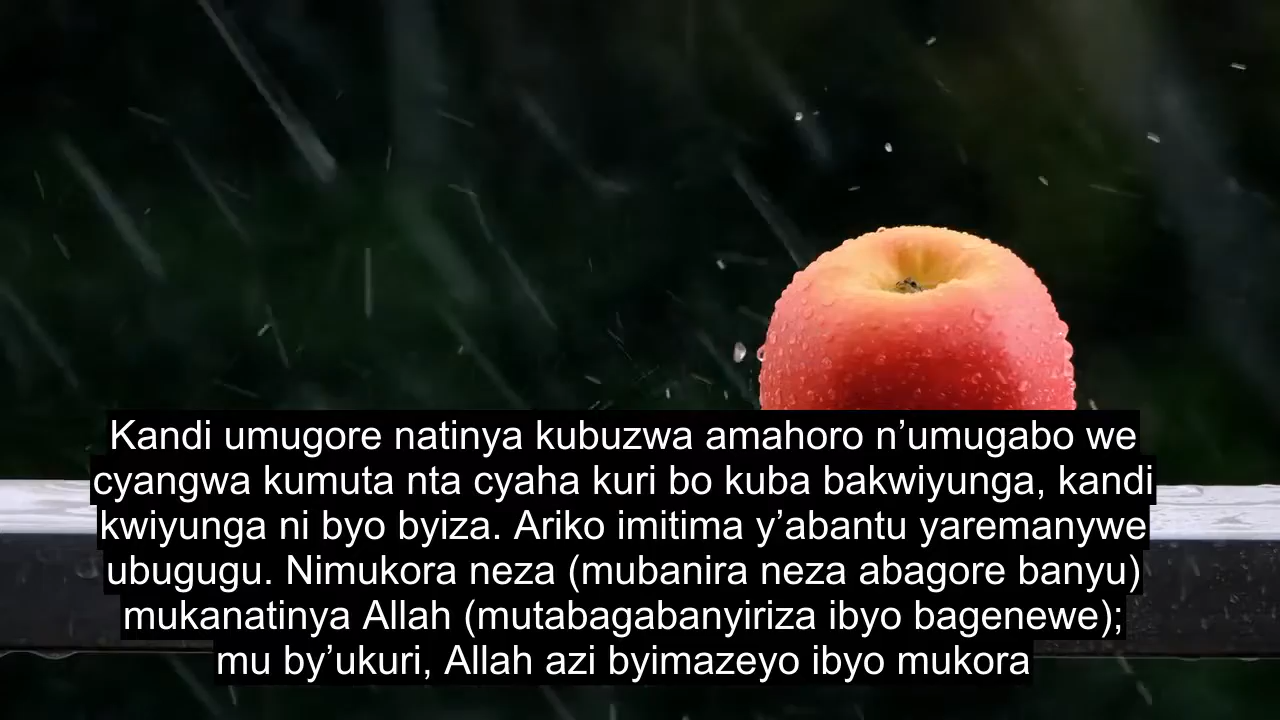 Kandi umugore natinya kubuzwa amahoro n’umugabo we
cyangwa kumuta nta cyaha kuri bo kuba bakwiyunga, kandi
kwiyunga ni byo byiza. Ariko imitima y’abantu yaremanywe
ubugugu. Nimukora neza (mubanira neza abagore banyu)
mukanatinya Allah (mutabagabanyiriza ibyo bagenewe);
mu by’ukuri, Allah azi byimazeyo ibyo mukora